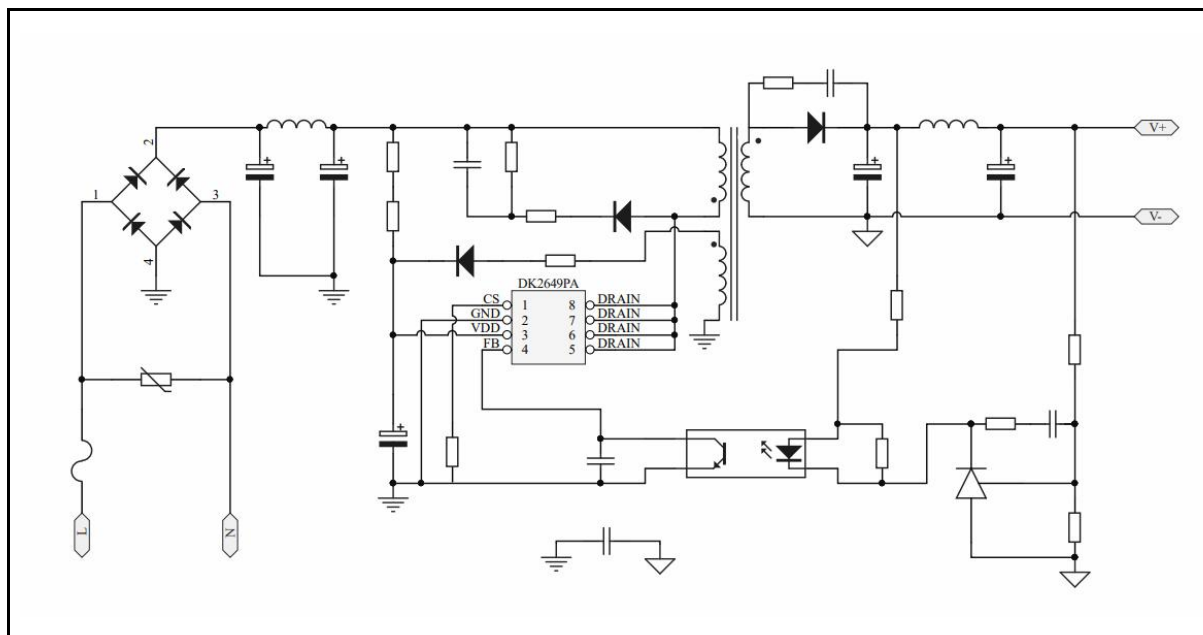 2
1
3
4
V+
V-
DK2649PA
CS 1 8 DRAIN
GND 2 7 DRAIN
VDD 3 6 DRAIN
FB 4 5 DRAIN
L
N
+
+
+
+
+